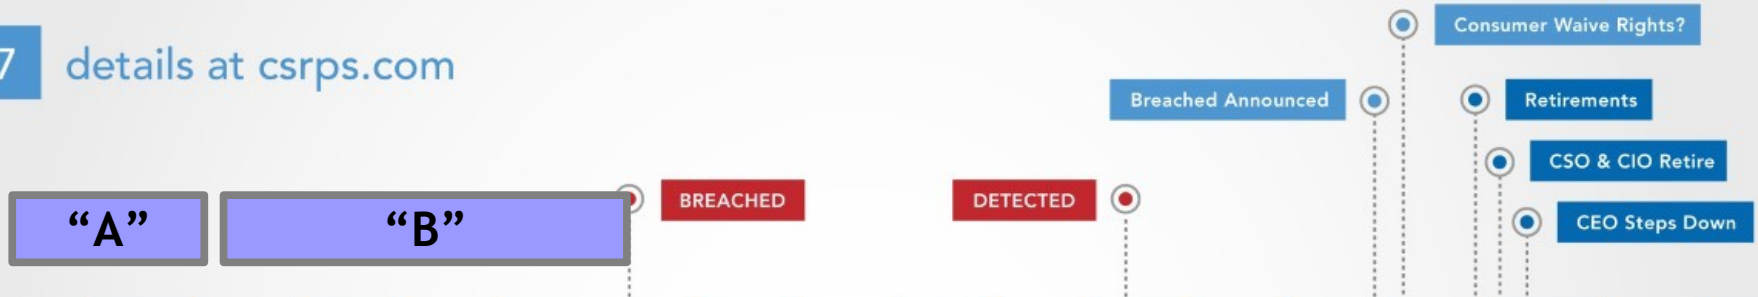 7 details at csrps.com
Consumer Waive Rights?
Breached Announced
Retirements
CSO & CIO Retire
BREACHED
DETECTED
CEO Steps Down
“A”
“B”